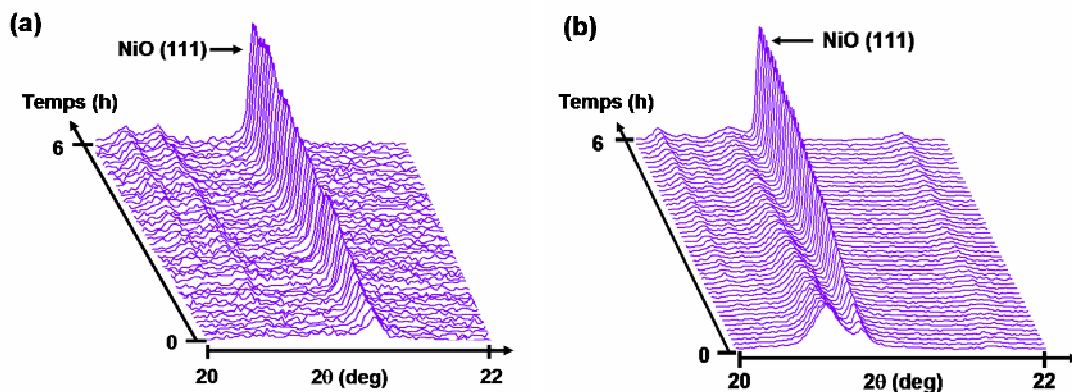 (a)
NiO (111)
Temps (h)
6
0
20
2θ (deg)
22
(b)
NiO (111)
Temps (h)
6
0
20
2θ (deg)
22